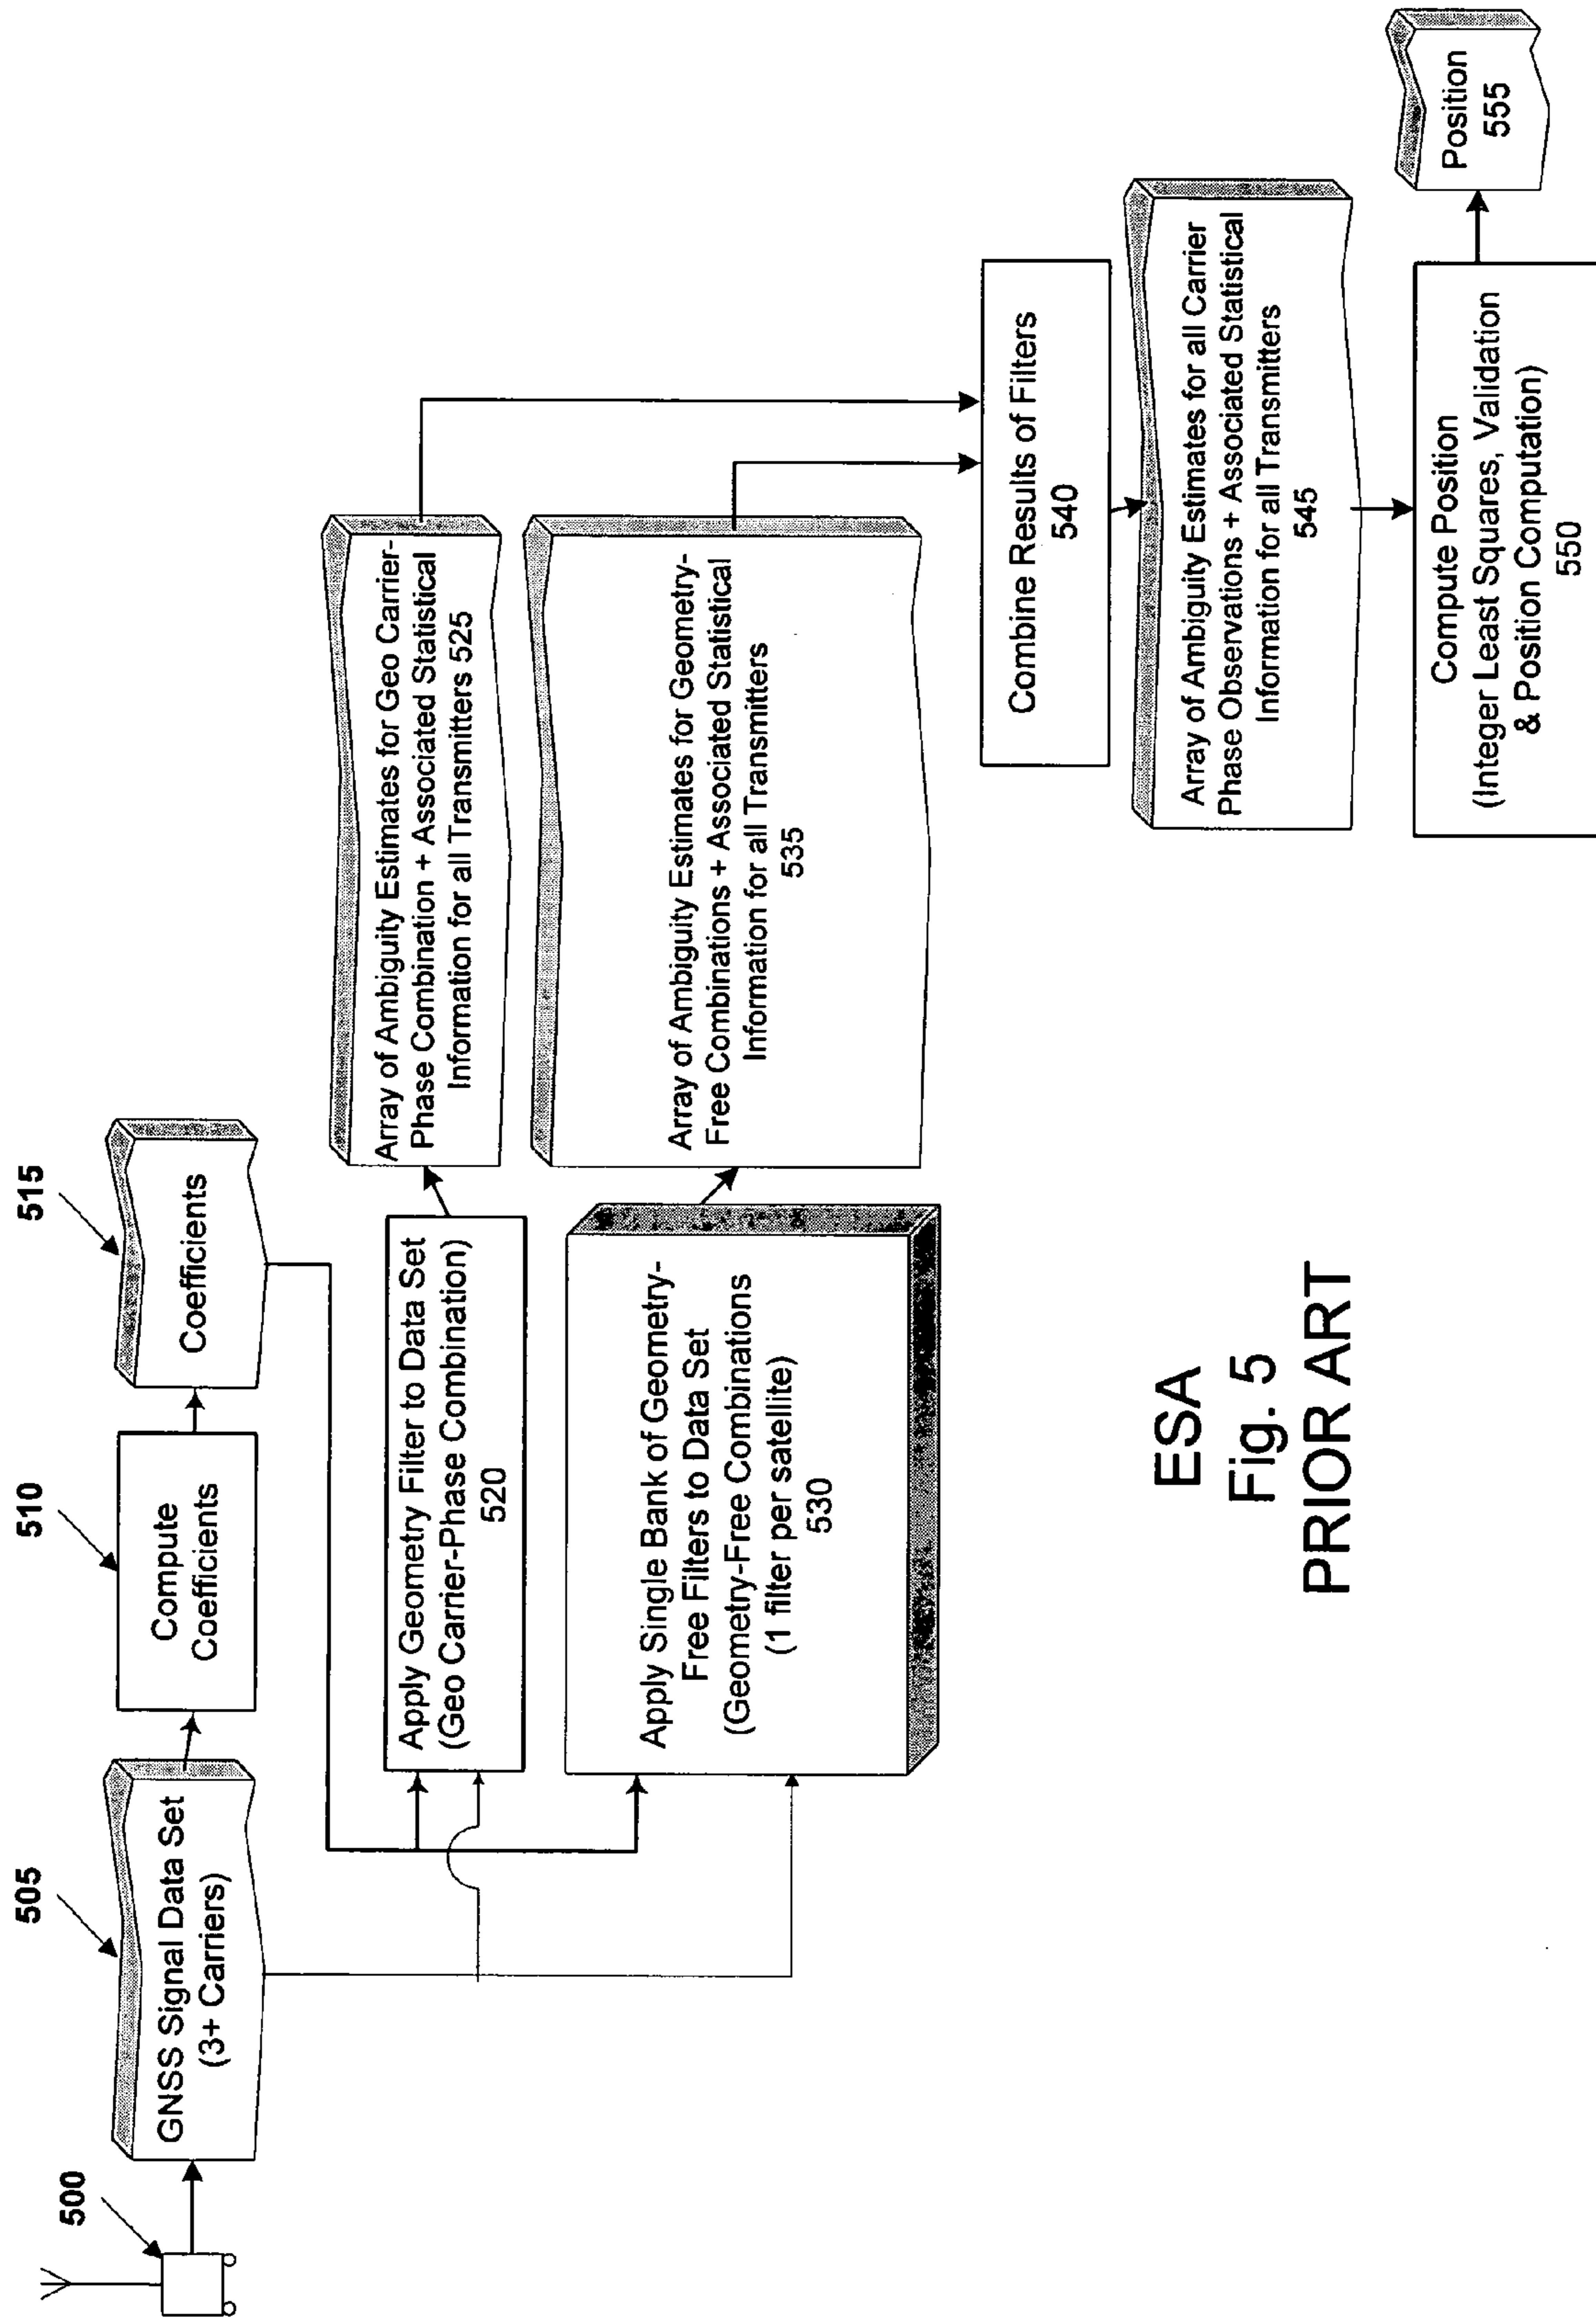 500
505
GNSS Signal Data Set
(3+ Carriers)
510
Compute
Coefficients
515
Coefficients
Apply Geometry Filter to Data Set
(Geo Carrier-Phase Combination)
520
Array of Ambiguity Estimates for Geo Carrier-
Phase Combination + Associated Statistical
Information for all Transmitters 525
Apply Single Bank of Geometry-
Free Filters to Data Set
(Geometry-Free Combinations
(1 filter per satellite)
530
Array of Ambiguity Estimates for Geometry-
Free Combinations + Associated Statistical
Information for all Transmitters
535
Combine Results of Filters
540
Array of Ambiguity Estimates for all Carrier
Phase Observations + Associated Statistical
Information for all Transmitters
545
Compute Position
(Integer Least Squares, Validation
& Position Computation)
550
Position
555
ESA
Fig. 5
PRIOR ART